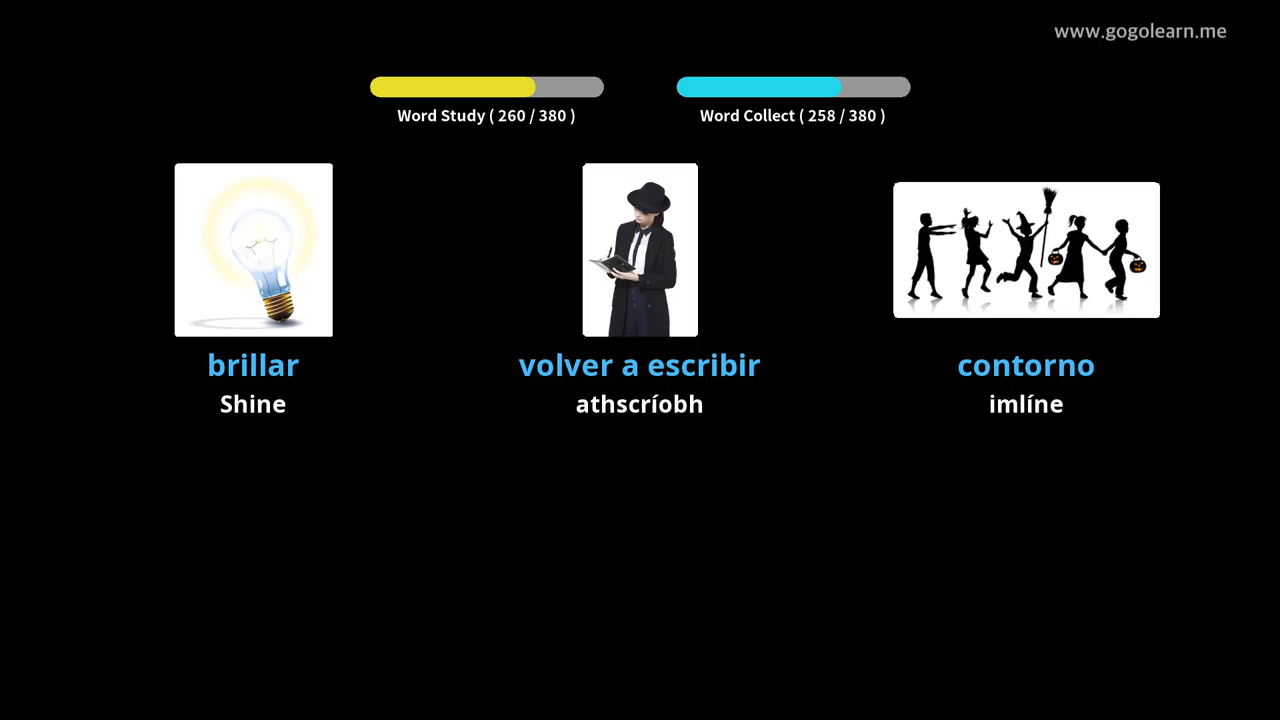 www.gogolearn.me
Word Study ( 260 / 380 )
Word Collect ( 258 / 380 )
brillar
volver a escribir
contorno
Shine
athscríobh
imlíne